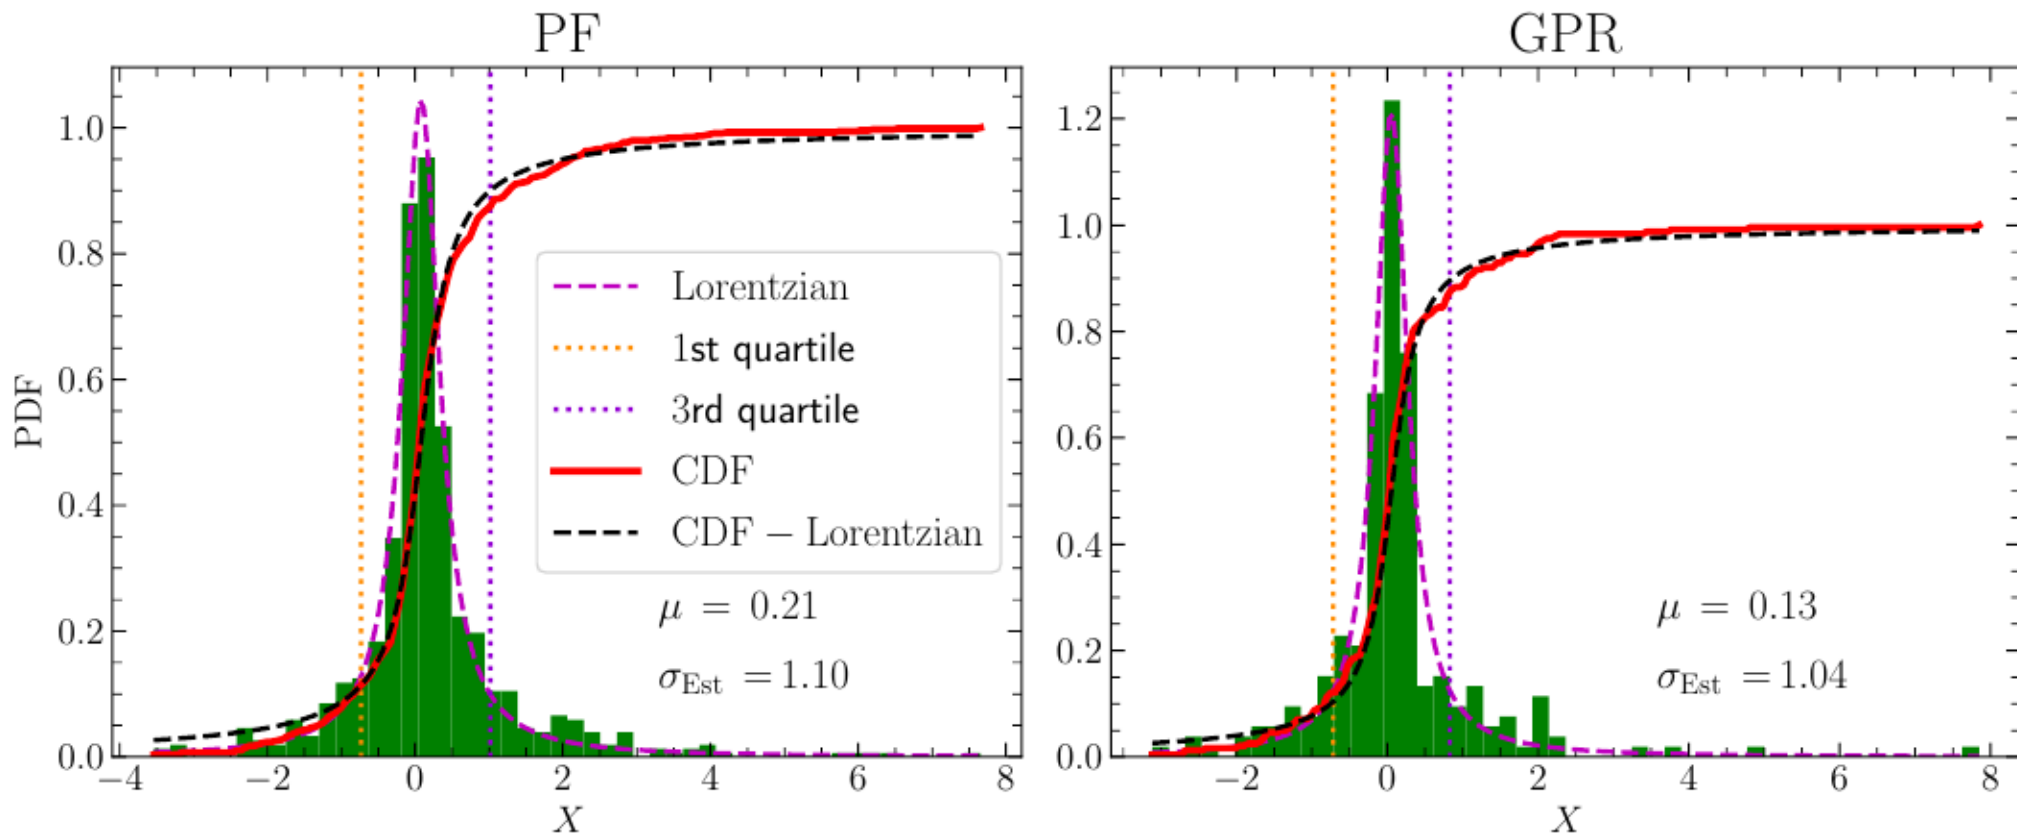 PF
PDF
1.0
0.8
0.6
0.4
0.2
0.0
Lorentzian
1st quartile
3rd quartile
CDF
CDF − Lorentzian
μ = 0.21
σEst = 1.10
−4 −2 0 2 4 6 8
X
GPR
1.2
1.0
0.8
0.6
0.4
0.2
0.0
μ = 0.13
σEst = 1.04
−2 0 2 4 6 8
X